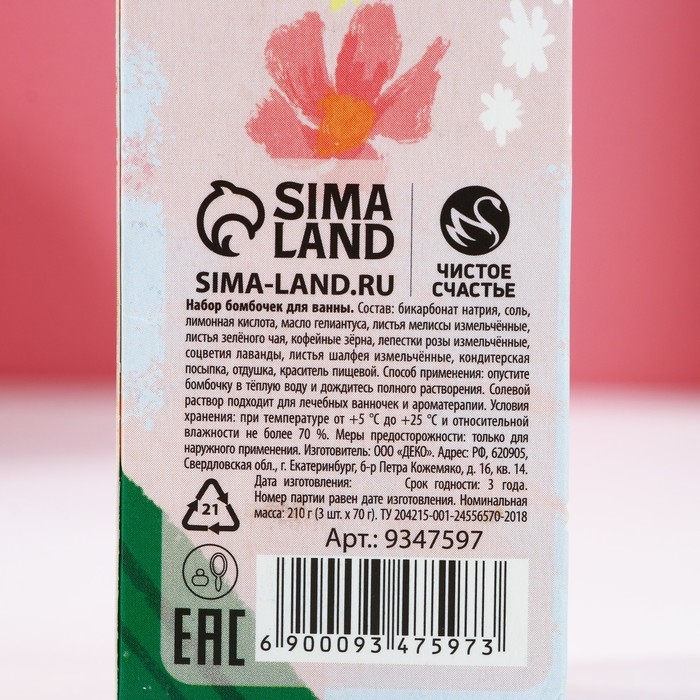 SIMA
LAND
SIMA-LAND.RU
ЧИСТОЕ
СЧАСТЬЕ
Набор бомбочек для ванны. Состав: бикарбонат натрия, соль,
лимонная кислота, масло гелиантуса, листья мелиссы измельчённые,
листья зелёного чая, кофейные зёрна, лепестки розы измельчённые,
соцветия лаванды, листья шалфея измельчённые, кондитерская
посыпка, отдушка, краситель пищевой. Способ применения: опустите
бомбочку в тёплую воду и дождитесь полного растворения. Солевой
раствор подходит для лечебных ванночек и ароматерапии. Условия
хранения: при температуре от +5 °С до +25 °С и относительной
влажности не более 70 %. Меры предосторожности: только для
наружного применения. Изготовитель: ООО «ДЕКО». Адрес: РФ, 620905,
Свердловская обл., г. Екатеринбург, б-р Петра Кожемяко, д. 16, кв. 14.
Дата изготовления: Срок годности: 3 года.
Номер партии равен дате изготовления. Номинальная
масса: 210 г (3 шт. х 70 г). ТУ 204215-001-24556570-2018
21
Арт.: 9347597
EAC
6 900093 475973